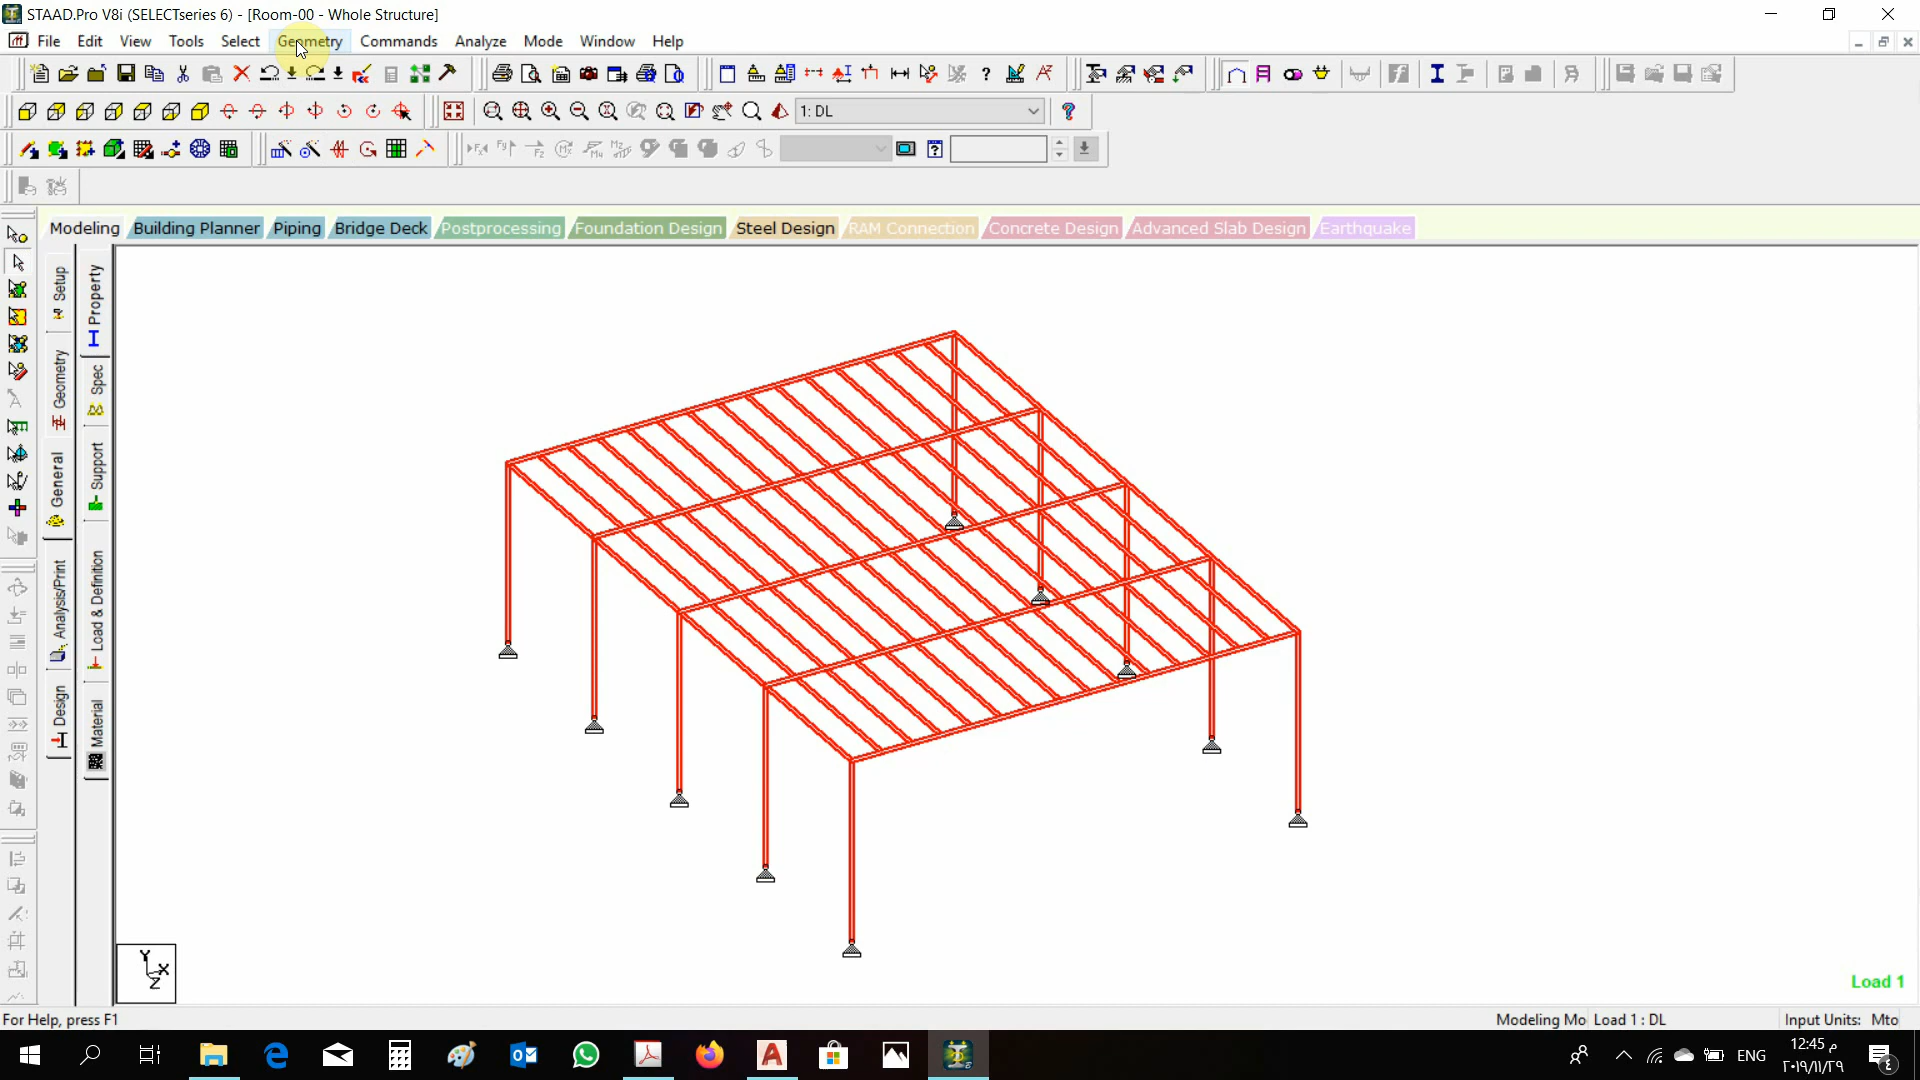 STAAD.Pro V8i (SELECTseries 6) - [Room-00 - Whole Structure]
File Edit View Tools Select Geometry Commands Analyze Mode Window Help
1: DL
Modeling Building Planner Piping Bridge Deck Postprocessing Foundation Design Steel Design RAM Connection Concrete Design Advanced Slab Design Earthquake
Setup
Geometry
General
Analysis/Print
Design
Property
Spec
Support
Load & Definition
Material
Y
X
Z
Load 1
For Help, press F1
Modeling Mo Load 1 : DL Input Units: Mto
ENG
12:45 م
٢٠١٩/١١/٢٩
٤